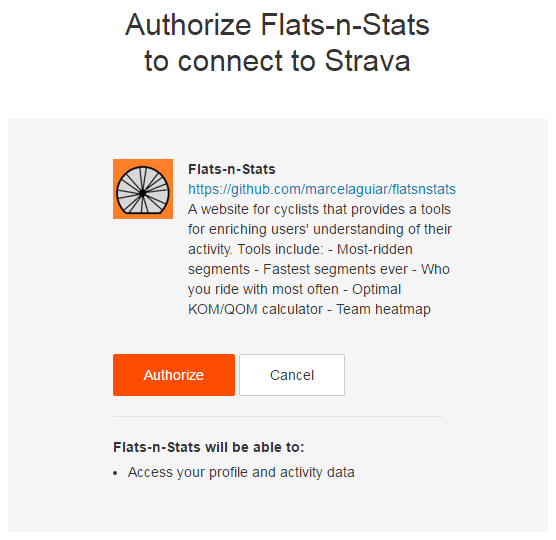 Authorize Flats-n-Stats
to connect to Strava
Flats-n-Stats
https://github.com/marcelaguiar/flatsnstats
A website for cyclists that provides a tools
for enriching users' understanding of their
activity. Tools include: - Most-ridden
segments - Fastest segments ever - Who
you ride with most often - Optimal
KOM/QOM calculator - Team heatmap
Authorize
Cancel
Flats-n-Stats will be able to:
• Access your profile and activity data